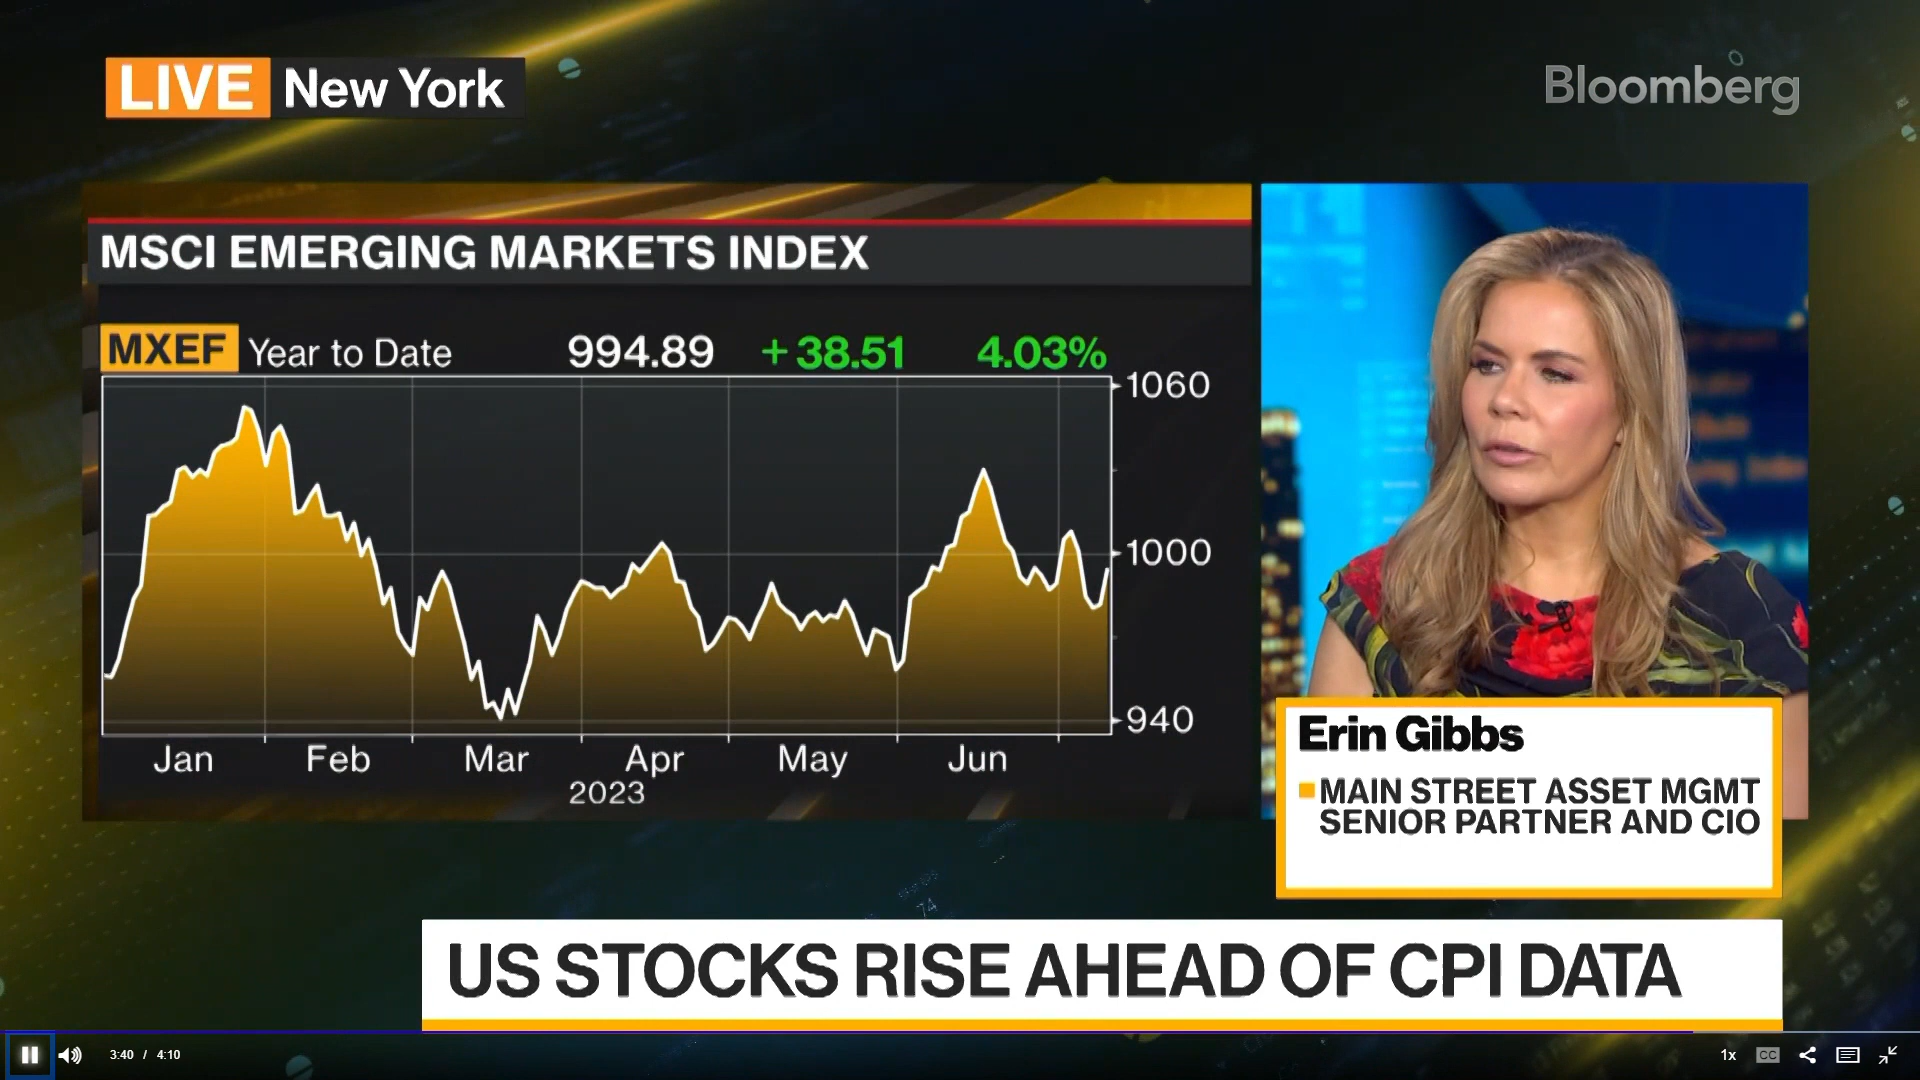 LIVE New York
Bloomberg
MSCI EMERGING MARKETS INDEX
MXEF Year to Date 994.89 +38.51 4.03%
1060
1000
940
Jan Feb Mar Apr May Jun
2023
Erin Gibbs
MAIN STREET ASSET MGMT
SENIOR PARTNER AND CIO
US STOCKS RISE AHEAD OF CPI DATA
3:40 / 4:10
1x CC